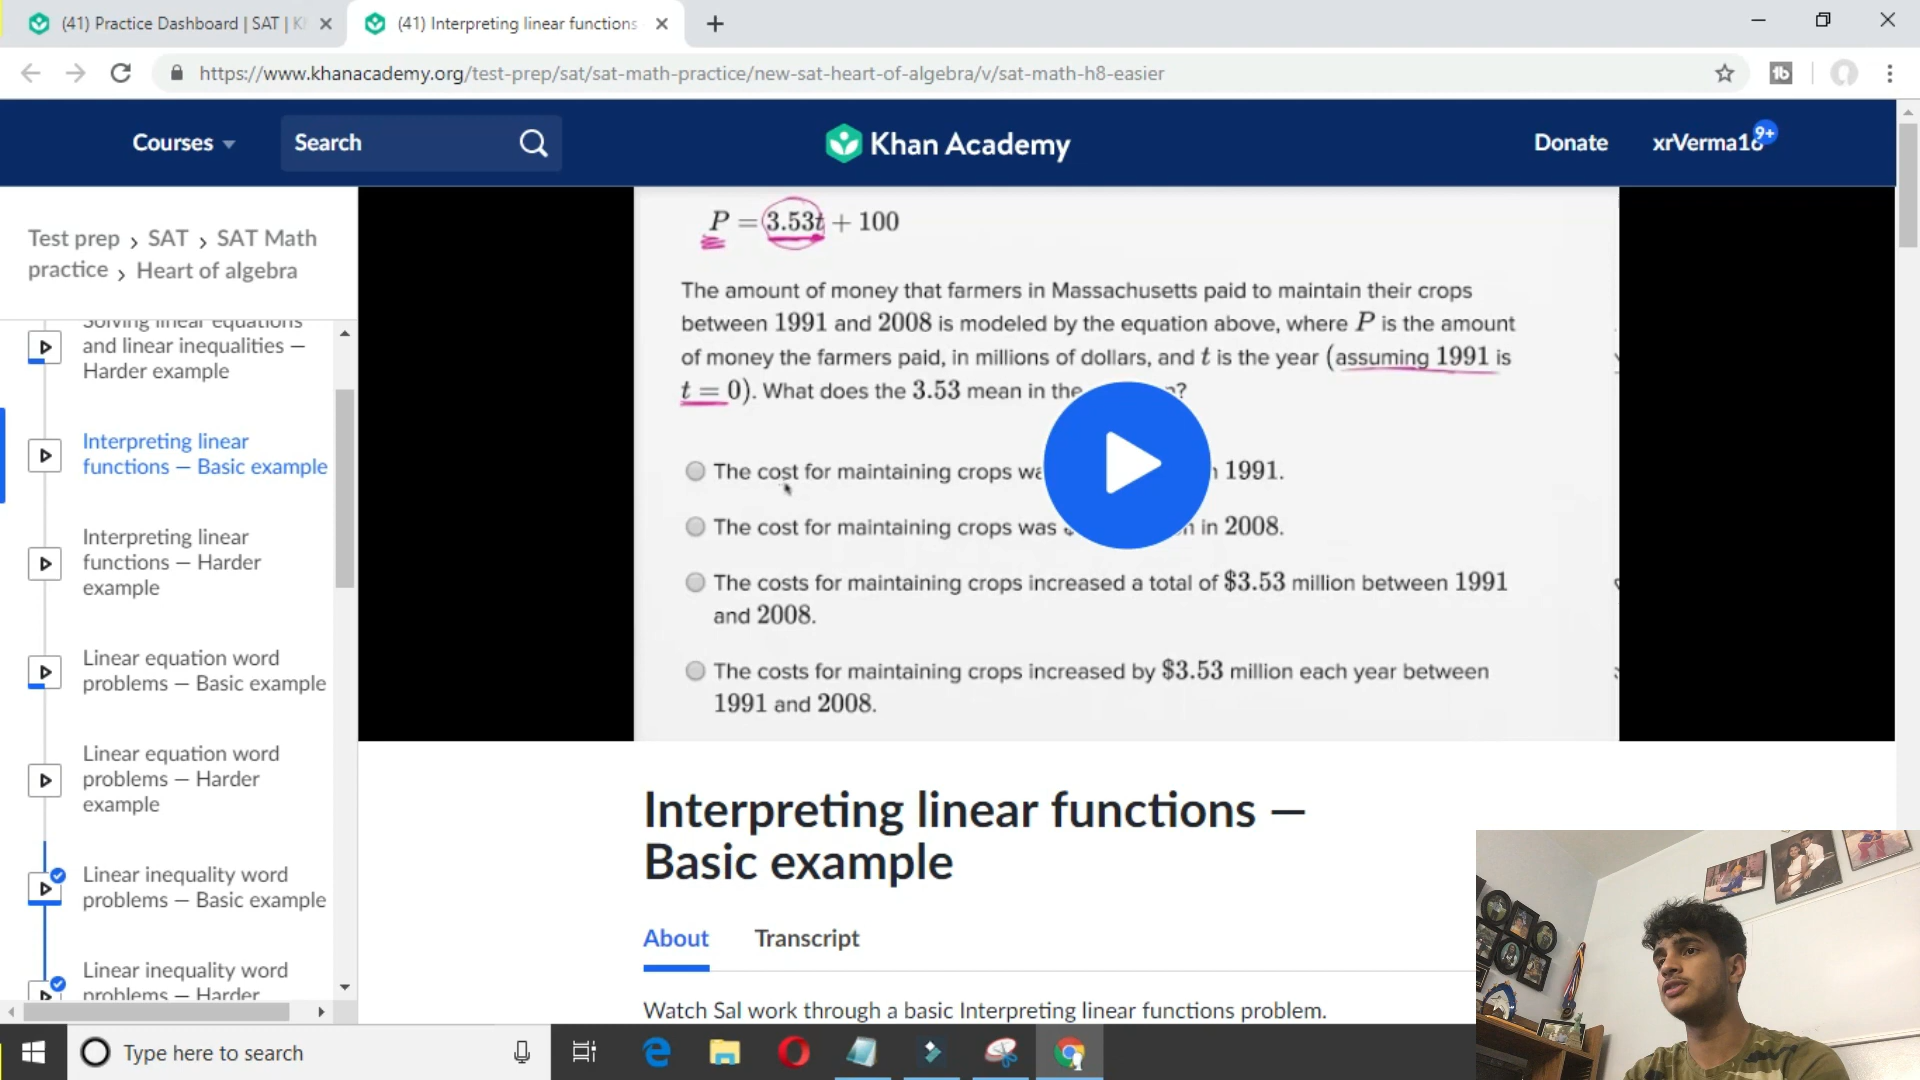 (41) Practice Dashboard | SAT | K
(41) Interpreting linear functions
https://www.khanacademy.org/test-prep/sat/sat-math-practice/new-sat-heart-of-algebra/v/sat-math-h8-easier
Courses
Search
Khan Academy
Donate
xrVerma16
9+
Test prep > SAT > SAT Math
practice > Heart of algebra
Solving linear equations
and linear inequalities —
Harder example
Interpreting linear
functions — Basic example
Interpreting linear
functions — Harder
example
Linear equation word
problems — Basic example
Linear equation word
problems — Harder
example
Linear inequality word
problems — Basic example
Linear inequality word
problems — Harder
P = 3.53t + 100
The amount of money that farmers in Massachusetts paid to maintain their crops
between 1991 and 2008 is modeled by the equation above, where P is the amount
of money the farmers paid, in millions of dollars, and t is the year (assuming 1991 is
t = 0). What does the 3.53 mean in the ?
The cost for maintaining crops 1991.
The cost for maintaining crops was in 2008.
The costs for maintaining crops increased a total of $3.53 million between 1991
and 2008.
The costs for maintaining crops increased by $3.53 million each year between
1991 and 2008.
Interpreting linear functions —
Basic example
About
Transcript
Watch Sal work through a basic Interpreting linear functions problem.
Type here to search